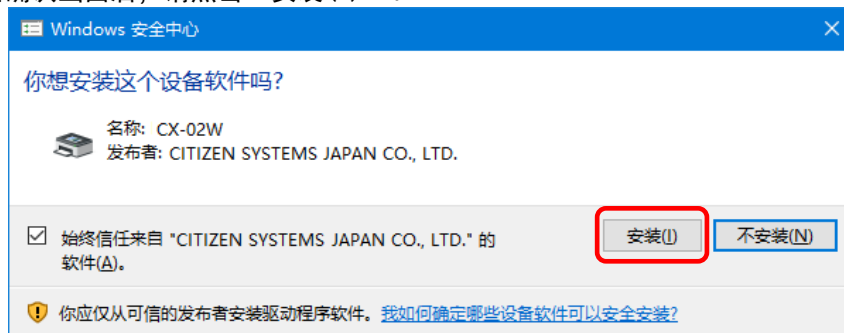 Windows 安全中心
你想安装这个设备软件吗?
名称: CX-02W
发布者: CITIZEN SYSTEMS JAPAN CO., LTD.
始终信任来自 "CITIZEN SYSTEMS JAPAN CO., LTD." 的
软件(A)。
安装(I)
不安装(N)
你应仅从可信的发布者安装驱动程序软件。我如何确定哪些设备软件可以安全安装?